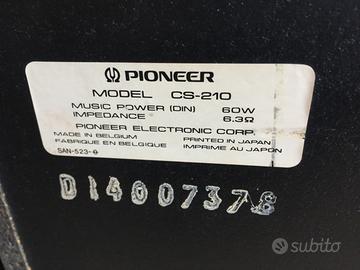 PIONEER
MODEL CS-210
MUSIC POWER (DIN) 60W
IMPEDANCE 6.3Ω
PIONEER ELECTRONIC CORP.
MADE IN BELGIUM PRINTED IN JAPAN
FABRIQUE EN BELGIQUE IMPRIME AU JAPON
SAN-523-
D14007378
subito